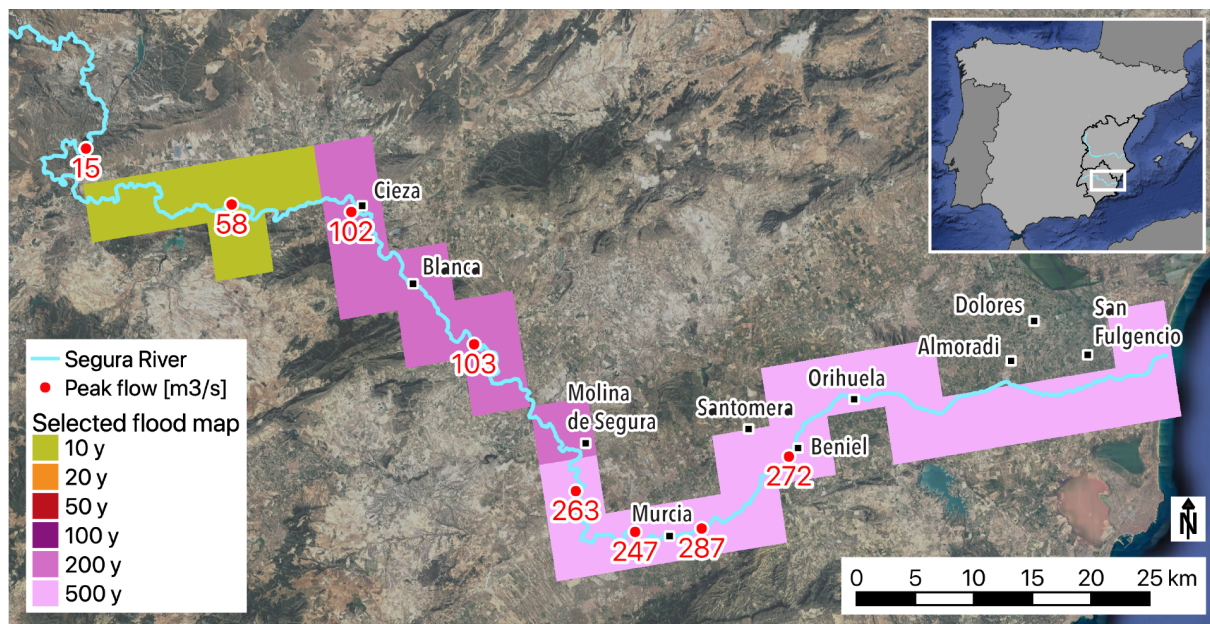 15
58
Cieza
102
Blanca
103
Dolores
San
Fulgencio
Almoradi
Orihuela
Molina
de Segura
Santomera
Beniel
272
263
Murcia
247
287
Segura River
Peak flow [m3/s]
Selected flood map
10 y
20 y
50 y
100 y
200 y
500 y
N
0 5 10 15 20 25 km